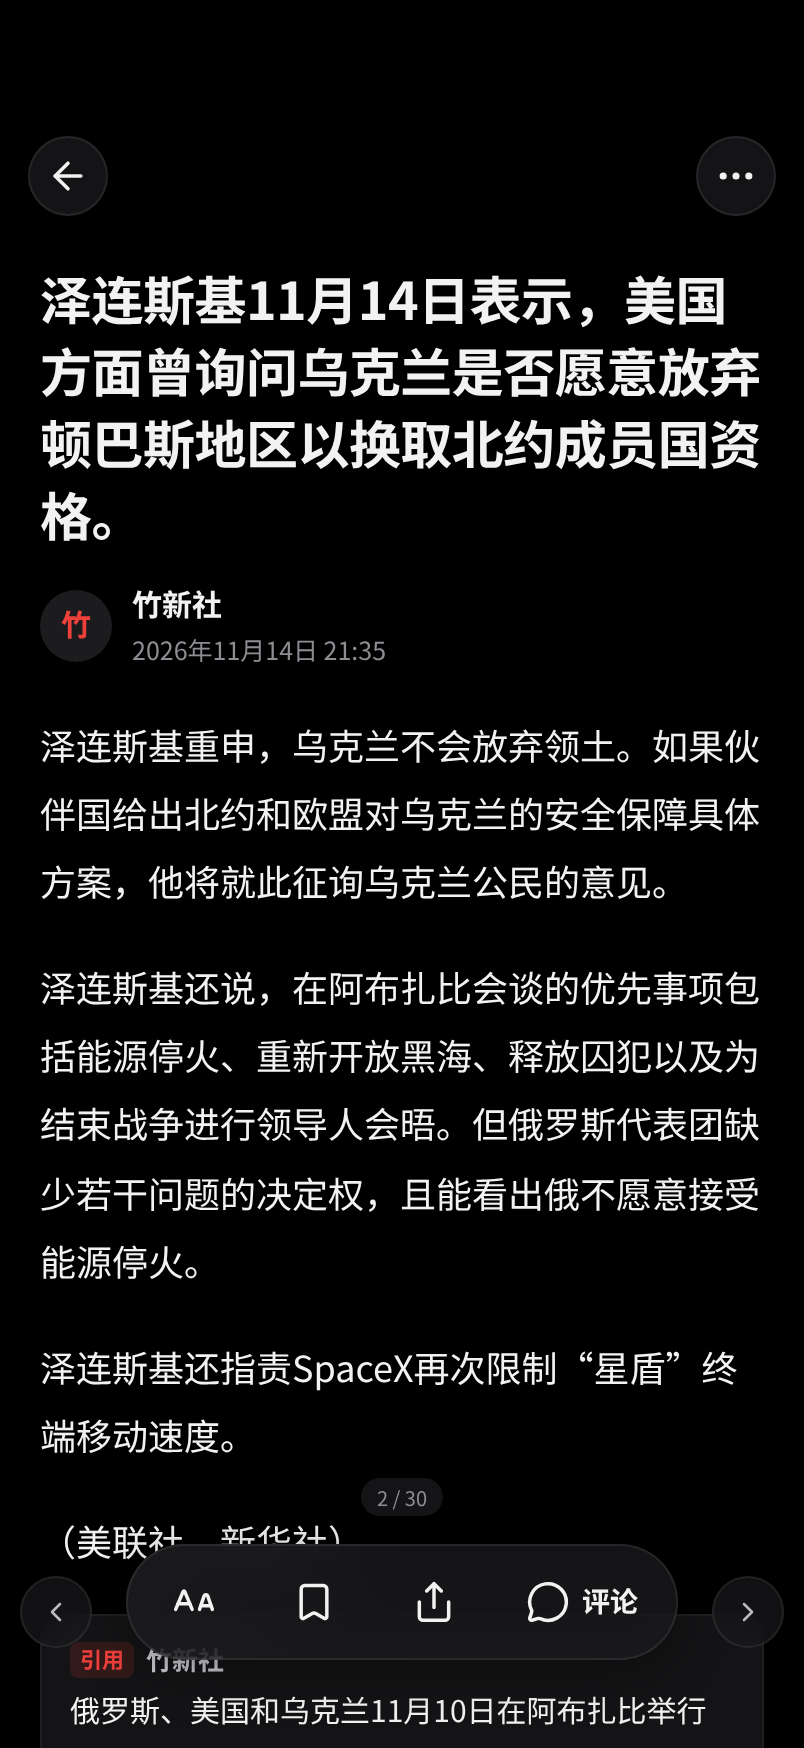 泽连斯基11月14日表示，美国
方面曾询问乌克兰是否愿意放弃
顿巴斯地区以换取北约成员国资
格。
竹
竹新社
2026年11月14日 21:35
泽连斯基重申，乌克兰不会放弃领土。如果伙
伴国给出北约和欧盟对乌克兰的安全保障具体
方案，他将就此征询乌克兰公民的意见。
泽连斯基还说，在阿布扎比会谈的优先事项包
括能源停火、重新开放黑海、释放囚犯以及为
结束战争进行领导人会晤。但俄罗斯代表团缺
少若干问题的决定权，且能看出俄不愿意接受
能源停火。
泽连斯基还指责SpaceX再次限制“星盾”终
端移动速度。
2 / 30
（美联社、新华社）
AA
评论
引用 竹新社
俄罗斯、美国和乌克兰11月10日在阿布扎比举行